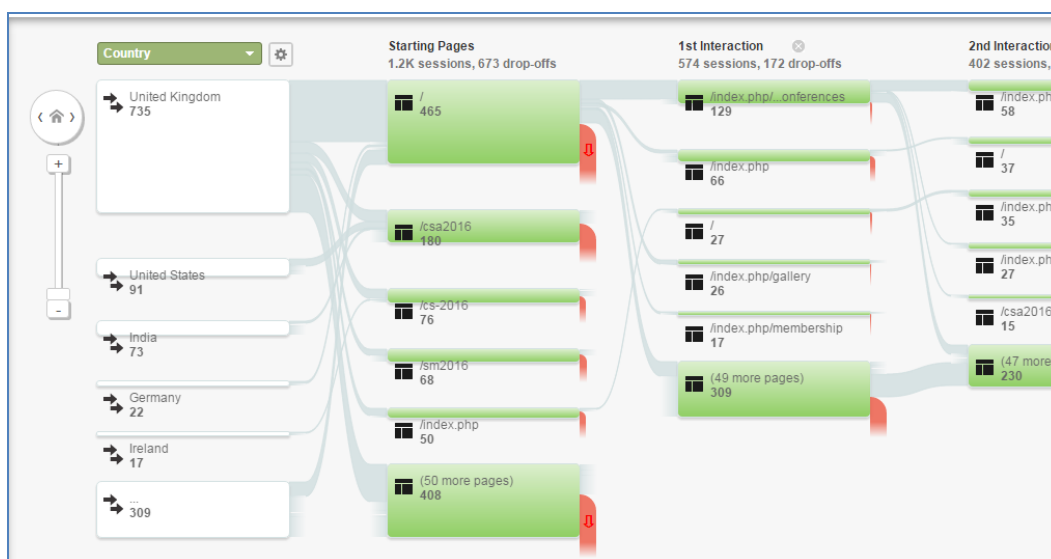 Country
United Kingdom
735
United States
91
India
73
Germany
22
Ireland
17
...
309
Starting Pages
1.2K sessions, 673 drop-offs
/
465
/csa2016
180
/cs-2016
76
/sm2016
68
/index.php
50
(50 more pages)
408
1st Interaction
574 sessions, 172 drop-offs
/index.php/...onferences
129
/index.php
66
/
27
/index.php/gallery
26
/index.php/membership
17
(49 more pages)
309
2nd Interaction
402 sessions,
/index.ph
58
/
37
/index.ph
35
/index.ph
27
/csa2016
15
(47 more
230